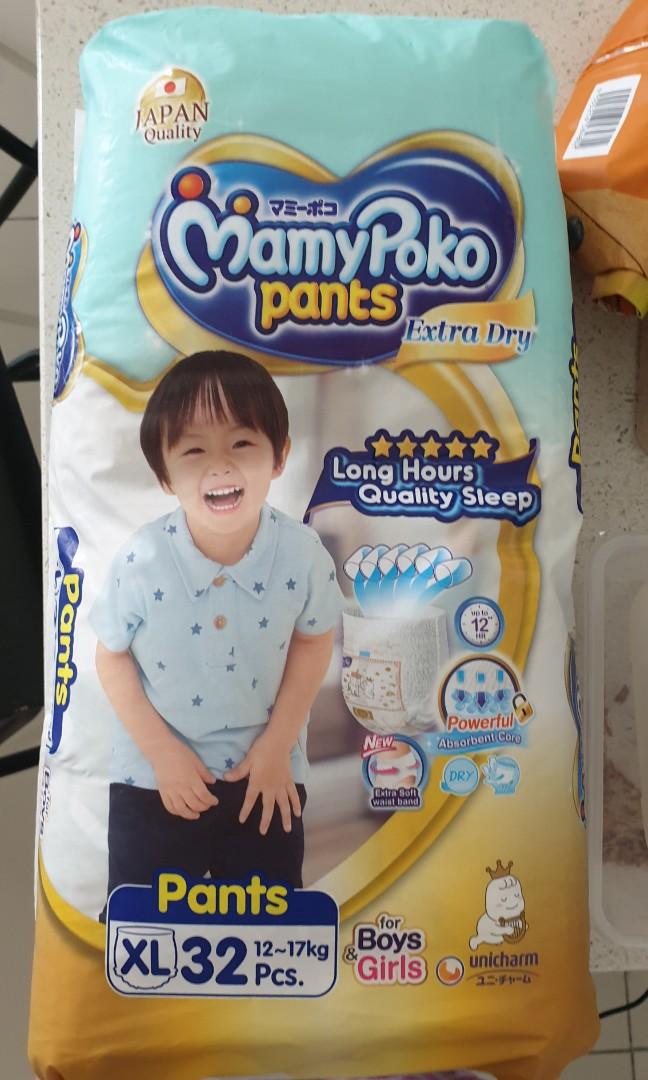 JAPAN
Quality
マミーポコ
MamyPoko
pants
Extra Dry
Long Hours
Quality Sleep
up to
12
HR
Powerful
Absorbent Core
NEW
Extra Soft
waist band
DRY
Pants
Pants
XL 32 12~17kg
Pcs.
for
Boys
& Girls
unicharm
ユニ・チャーム